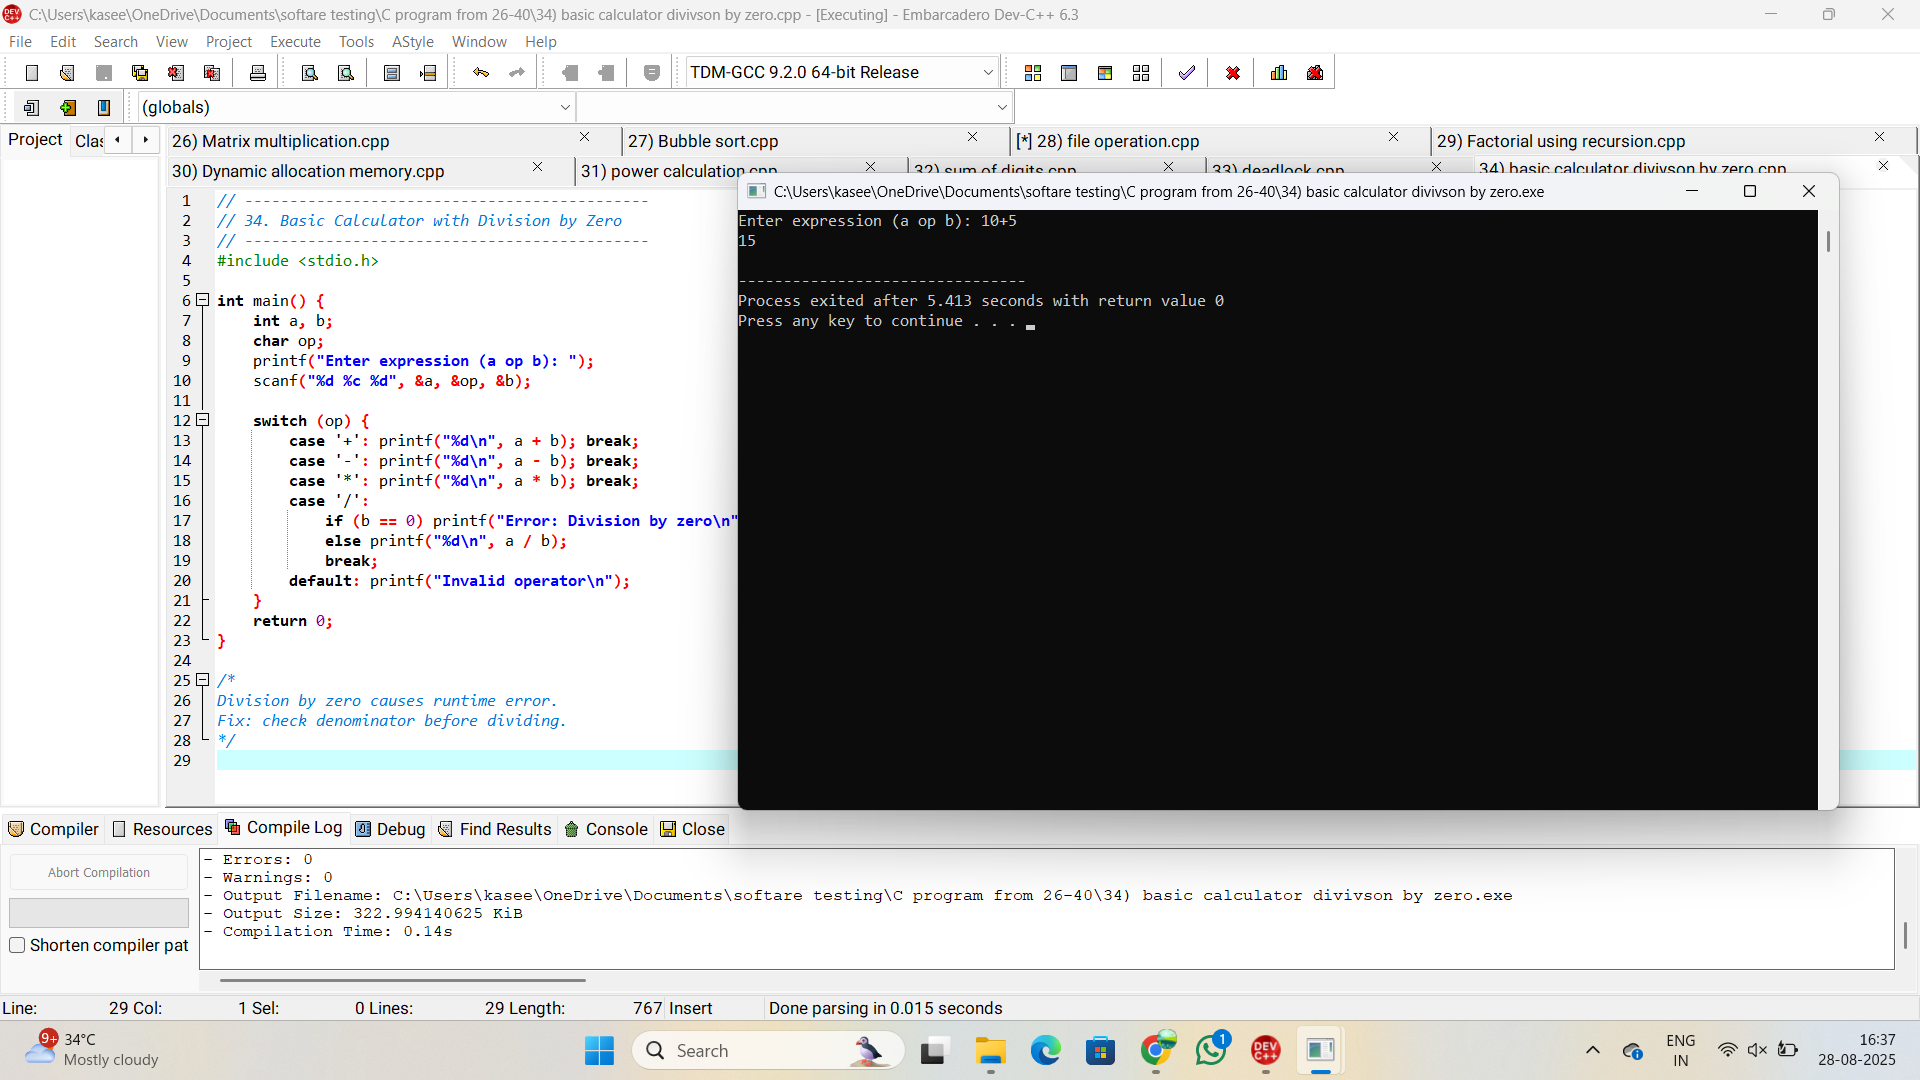 C:\Users\kasee\OneDrive\Documents\softare testing\C program from 26-40\34) basic calculator divivson by zero.cpp - [Executing] - Embarcadero Dev-C++ 6.3
File Edit Search View Project Execute Tools AStyle Window Help
TDM-GCC 9.2.0 64-bit Release
(globals)
Project Clas
26) Matrix multiplication.cpp 27) Bubble sort.cpp [*] 28) file operation.cpp 29) Factorial using recursion.cpp
30) Dynamic allocation memory.cpp 31) power calculation.cpp 32) sum of digits.cpp 33) deadlock.cpp 34) basic calculator divivson by zero.cpp
1 // ---------------------------------------------
2 // 34. Basic Calculator with Division by Zero
3 // ---------------------------------------------
4 #include <stdio.h>
5
6 int main() {
7 int a, b;
8 char op;
9 printf("Enter expression (a op b): ");
10 scanf("%d %c %d", &a, &op, &b);
11
12 switch (op) {
13 case '+': printf("%d\n", a + b); break;
14 case '-': printf("%d\n", a - b); break;
15 case '*': printf("%d\n", a * b); break;
16 case '/':
17 if (b == 0) printf("Error: Division by zero\n"
18 else printf("%d\n", a / b);
19 break;
20 default: printf("Invalid operator\n");
21 }
22 return 0;
23 }
24
25 /*
26 Division by zero causes runtime error.
27 Fix: check denominator before dividing.
28 */
29
C:\Users\kasee\OneDrive\Documents\softare testing\C program from 26-40\34) basic calculator divivson by zero.exe
Enter expression (a op b): 10+5
15
--------------------------------
Process exited after 5.413 seconds with return value 0
Press any key to continue . . .
Compiler Resources Compile Log Debug Find Results Console Close
Abort Compilation
Shorten compiler pat
- Errors: 0
- Warnings: 0
- Output Filename: C:\Users\kasee\OneDrive\Documents\softare testing\C program from 26-40\34) basic calculator divivson by zero.exe
- Output Size: 322.994140625 KiB
- Compilation Time: 0.14s
Line: 29 Col: 1 Sel: 0 Lines: 29 Length: 767 Insert Done parsing in 0.015 seconds
9+
34°C
Mostly cloudy
Search
DEV C++
1
ENG
IN
16:37
28-08-2025